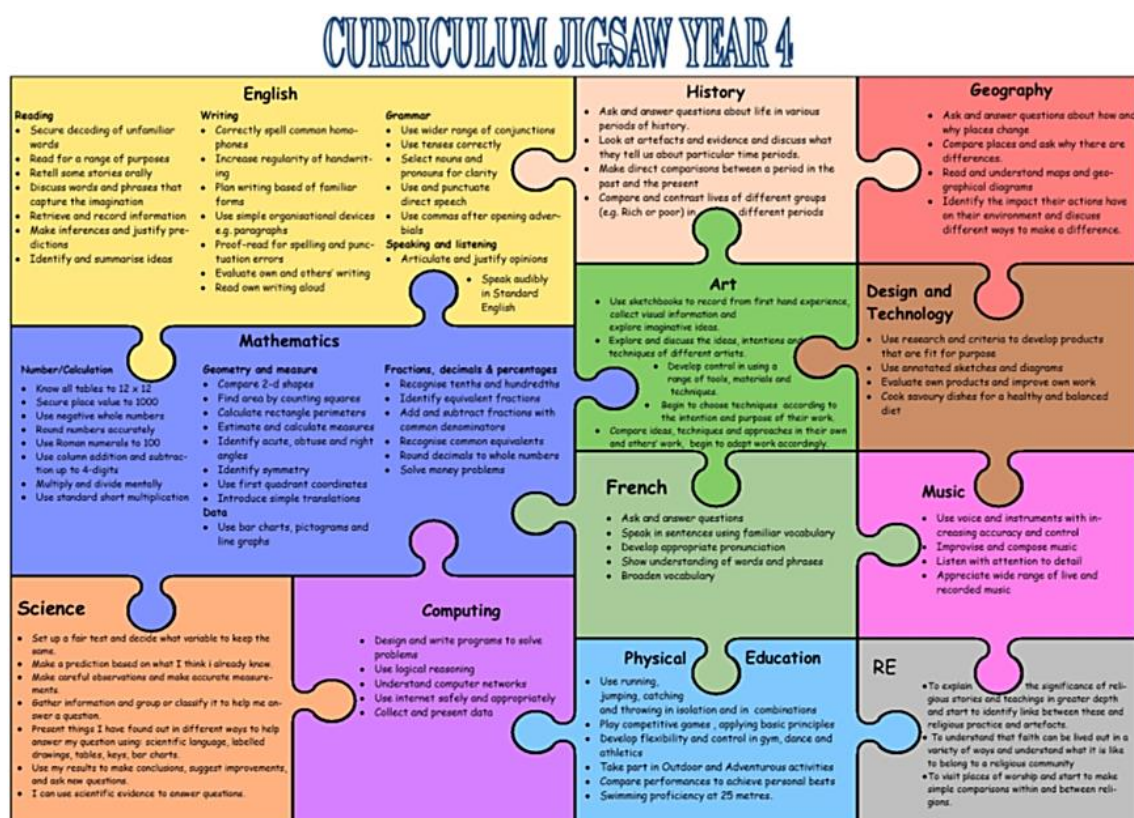 CURRICULUM JIGSAW YEAR 4
English
Reading
• Secure decoding of unfamiliar
words
• Read for a range of purposes
• Retell some stories orally
• Discuss words and phrases that
capture the imagination
• Retrieve and record information
• Make inferences and justify pre-
dictions
• Identify and summarise ideas
Writing
• Correctly spell common homo-
phones
• Increase regularity of handwrit-
ing
• Plan writing based of familiar
forms
• Use simple organisational devices
e.g. paragraphs
• Proof-read for spelling and punc-
tuation errors
• Evaluate own and others' writing
• Read own writing aloud
Grammar
• Use wider range of conjunctions
• Use tenses correctly
• Select nouns and
pronouns for clarity
• Use and punctuate
direct speech
• Use commas after opening adver-
bials
Speaking and listening
• Articulate and justify opinions
• Speak audibly
in Standard
English
History
• Ask and answer questions about life in various
periods of history.
• Look at artefacts and evidence and discuss what
they tell us about particular time periods.
• Make direct comparisons between a period in the
past and the present
• Compare and contrast lives of different groups
(e.g. Rich or poor) in different periods
Geography
• Ask and answer questions about how and
why places change
• Compare places and ask why there are
differences.
• Read and understand maps and geo-
graphical diagrams
• Identify the impact their actions have
on their environment and discuss
different ways to make a difference.
Mathematics
Number/Calculation
• Know all tables to 12 x 12
• Secure place value to 1000
• Use negative whole numbers
• Round numbers accurately
• Use Roman numerals to 100
• Use column addition and subtrac-
tion up to 4-digits
• Multiply and divide mentally
• Use standard short multiplication
Geometry and measure
• Compare 2-d shapes
• Find area by counting squares
• Calculate rectangle perimeters
• Estimate and calculate measures
• Identify acute, obtuse and right
angles
• Identify symmetry
• Use first quadrant coordinates
• Introduce simple translations
Data
• Use bar charts, pictograms and
line graphs
Fractions, decimals & percentages
• Recognise tenths and hundredths
• Identify equivalent fractions
• Add and subtract fractions with
common denominators
• Recognise common equivalents
• Round decimals to whole numbers
• Solve money problems
Art
• Use sketchbooks to record from first hand experience,
collect visual information and
explore imaginative ideas.
• Explore and discuss the ideas, intentions and
techniques of different artists.
• Develop control in using a
range of tools, materials and
techniques.
• Begin to choose techniques according to
the intention and purpose of their work.
• Compare ideas, techniques and approaches in their own
and others' work, begin to adapt work accordingly.
Design and
Technology
• Use research and criteria to develop products
that are fit for purpose
• Use annotated sketches and diagrams
• Evaluate own products and improve own work
• Cook savoury dishes for a healthy and balanced
diet
French
• Ask and answer questions
• Speak in sentences using familiar vocabulary
• Develop appropriate pronunciation
• Show understanding of words and phrases
• Broaden vocabulary
Music
• Use voice and instruments with in-
creasing accuracy and control
• Improvise and compose music
• Listen with attention to detail
• Appreciate wide range of live and
recorded music
Science
• Set up a fair test and decide what variable to keep the
same.
• Make a prediction based on what I think i already know.
• Make careful observations and make accurate measure-
ments.
• Gather information and group or classify it to help me an-
swer a question.
• Present things I have found out in different ways to help
answer my question using: scientific language, labelled
drawings, tables, keys, bar charts.
• Use my results to make conclusions, suggest improvements,
and ask new questions.
• I can use scientific evidence to answer questions.
Computing
• Design and write programs to solve
problems
• Use logical reasoning
• Understand computer networks
• Use internet safely and appropriately
• Collect and present data
Physical Education
• Use running,
jumping, catching
and throwing in isolation and in combinations
• Play competitive games , applying basic principles
• Develop flexibility and control in gym, dance and
athletics
• Take part in Outdoor and Adventurous activities
• Compare performances to achieve personal bests
• Swimming proficiency at 25 metres.
RE
•To explain the significance of reli-
gious stories and teachings in greater depth
and start to identify links between these and
religious practice and artefacts.
•To understand that faith can be lived out in a
variety of ways and understand what it is like
to belong to a religious community
•To visit places of worship and start to make
simple comparisons within and between reli-
gions.